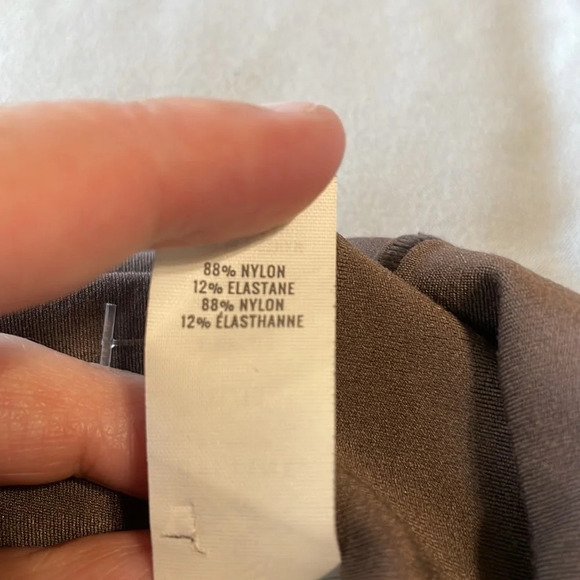 88% NYLON
12% ELASTANE
88% NYLON
12% ÉLASTHANNE